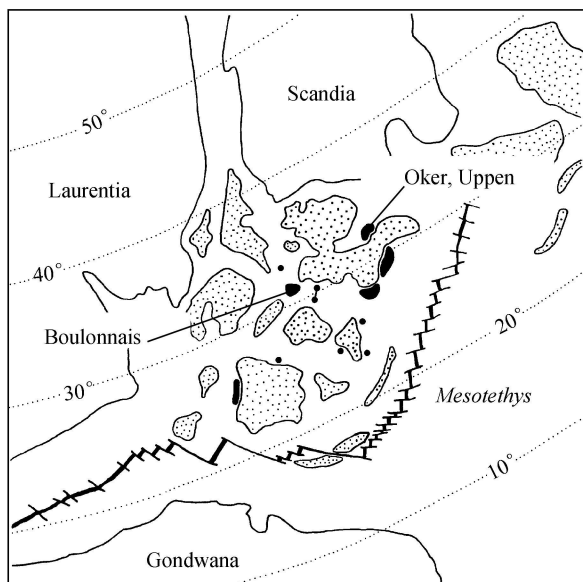 Scandia
50°
Laurentia
Oker, Uppen
40°
Boulonnais
20°
30°
Mesotethys
10°
Gondwana